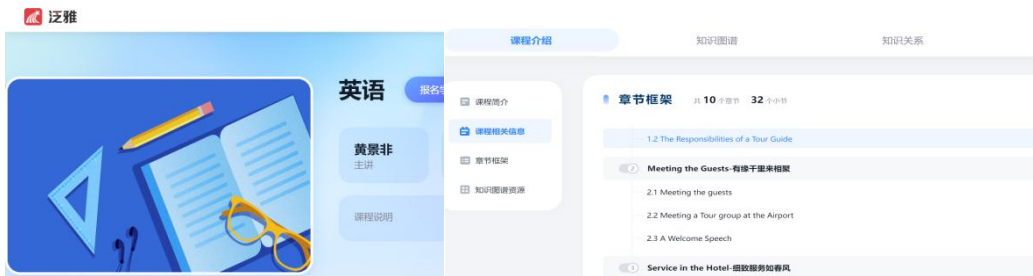 泛雅
英语
报名学
黄景非
主讲
课程说明
课程介绍
知识图谱
知识关系
课程简介
课程相关信息
章节框架
知识图谱资源
章节框架 共 10 个章节 32 个小节
1.2 The Responsibilities of a Tour Guide
2 Meeting the Guests-有缘千里来相聚
2.1 Meeting the guests
2.2 Meeting a Tour group at the Airport
2.3 A Welcome Speech
3 Service in the Hotel-细致服务如春风